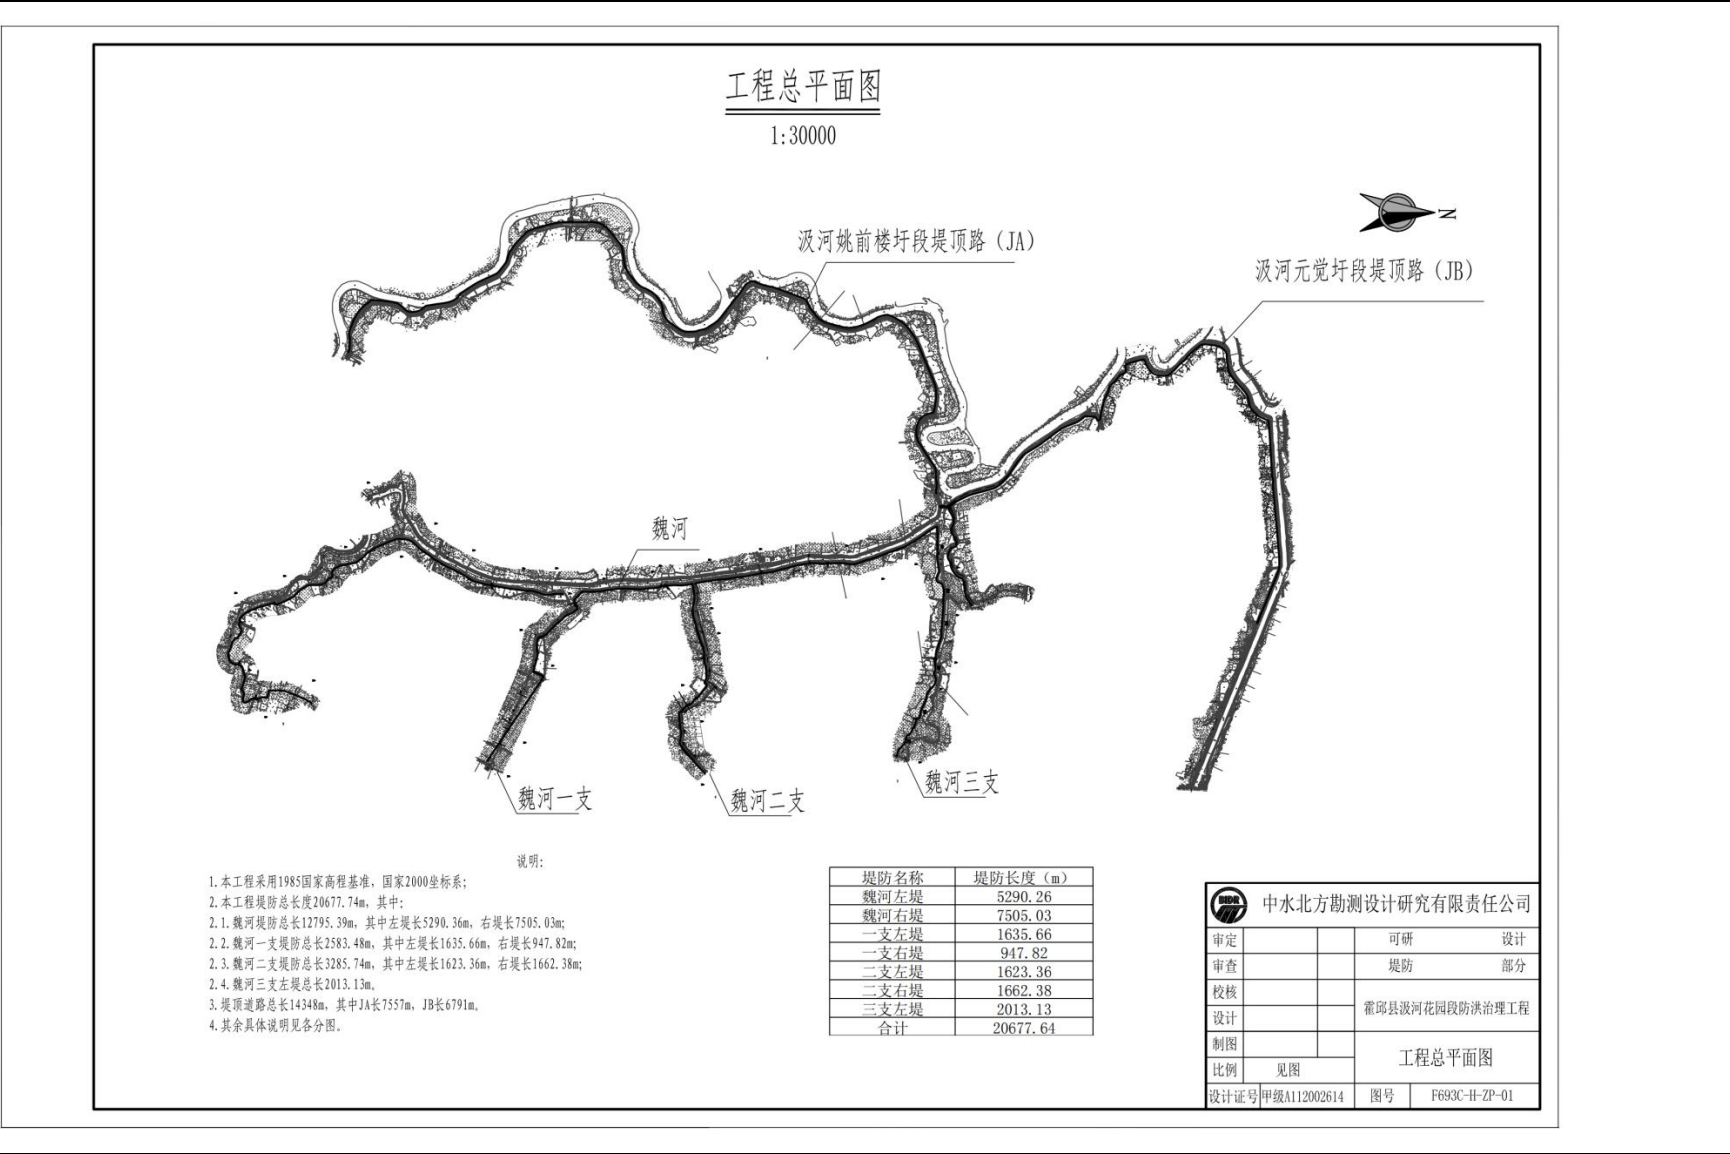 工程总平面图
1:30000
N
汲河姚前楼圩段堤顶路（JA）
汲河元觉圩段堤顶路（JB）
魏河
魏河一支
魏河二支
魏河三支
说明：
1.本工程采用1985国家高程基准，国家2000坐标系；
2.本工程堤防总长度20677.74m，其中：
2.1.魏河堤防总长12795.39m，其中左堤长5290.36m，右堤长7505.03m；
2.2.魏河一支堤防总长2583.48m，其中左堤长1635.66m，右堤长947.82m；
2.3.魏河二支堤防总长3285.74m，其中左堤长1623.36m，右堤长1662.38m；
2.4.魏河三支左堤总长2013.13m。
3.堤顶道路总长14348m，其中JA长7557m，JB长6791m。
4.其余具体说明见各分图。
堤防名称 堤防长度（m）
魏河左堤 5290.26
魏河右堤 7505.03
一支左堤 1635.66
一支右堤 947.82
二支左堤 1623.36
二支右堤 1662.38
三支左堤 2013.13
合计 20677.64
BIDR 中水北方勘测设计研究有限责任公司
审定 可研 设计
审查 堤防 部分
校核
设计 霍邱县汲河花园段防洪治理工程
制图
比例 见图 工程总平面图
设计证号 甲级A112002614 图号 F693C-H-ZP-01